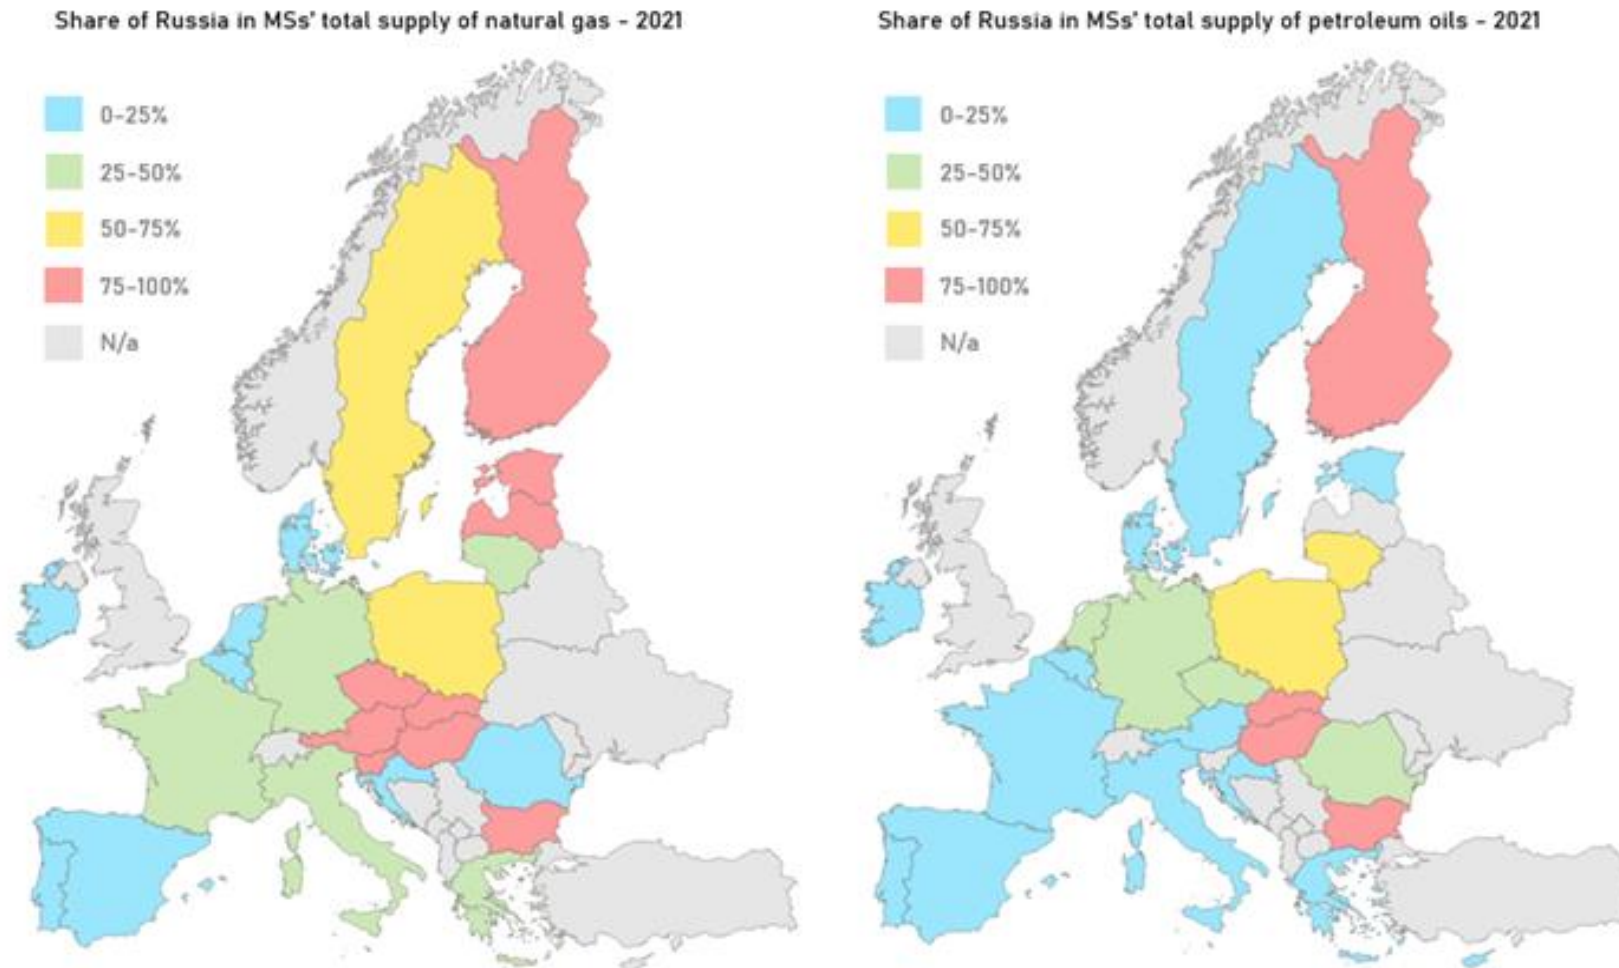 Share of Russia in MSs' total supply of natural gas - 2021
0-25%
25-50%
50-75%
75-100%
N/a
Share of Russia in MSs' total supply of petroleum oils - 2021
0-25%
25-50%
50-75%
75-100%
N/a